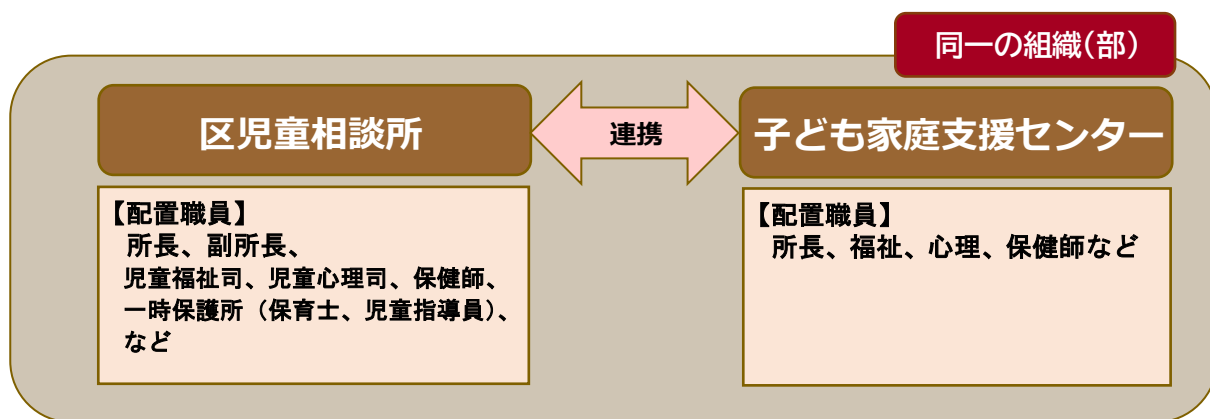 同一の組織(部)
区児童相談所
連携
子ども家庭支援センター
【配置職員】
所長、副所長、
児童福祉司、児童心理司、保健師、
一時保護所(保育士、児童指導員)、
など
【配置職員】
所長、福祉、心理、保健師など